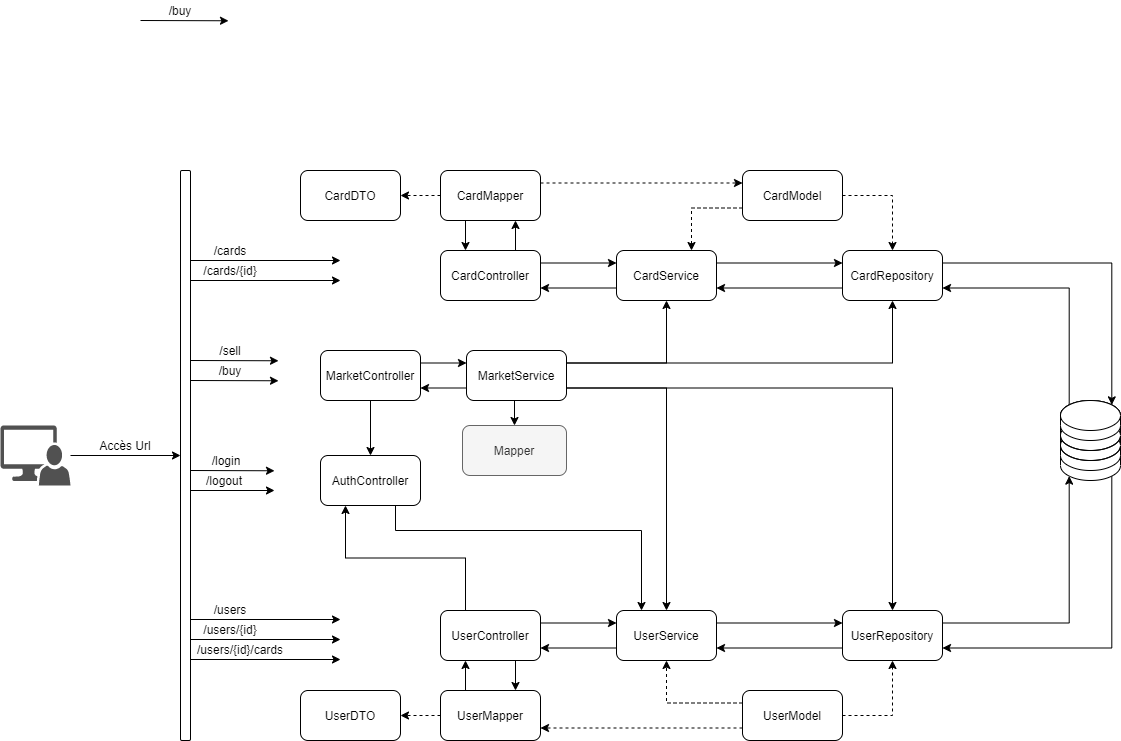 /buy
CardDTO
CardMapper
CardModel
/cards
/cards/{id}
CardController
CardService
CardRepository
/sell
/buy
MarketController
MarketService
Accès Url
Mapper
/login
/logout
AuthController
/users
/users/{id}
/users/{id}/cards
UserController
UserService
UserRepository
UserDTO
UserMapper
UserModel